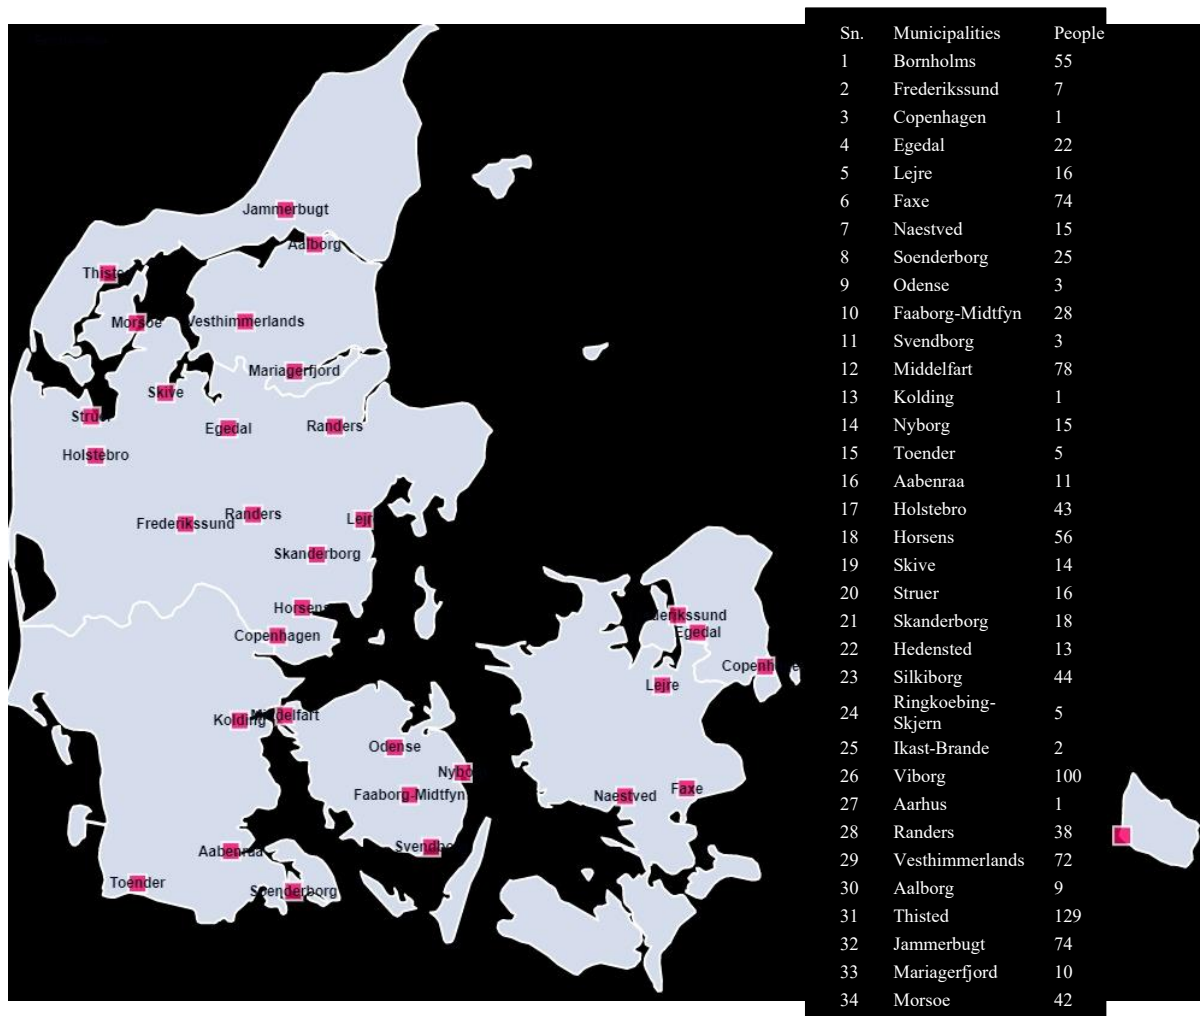 Jammerbugt
Aalborg
Thiste
Morsoe
Vesthimmerlands
Mariagerfjord
Skive
Strue
Egedal
Randers
Holstebro
Frederikssund
Randers
Lejr
Skanderborg
Horsens
Copenhagen
Kolding
Middelfart
Odense
Nybo
Faaborg-Midtfyn
Svendbo
Aabenraa
Toender
Soenderborg
derikssund
Egedal
Copenhage
Lejre
Naestved
Faxe
Sn. Municipalities People
1 Bornholms 55
2 Frederikssund 7
3 Copenhagen 1
4 Egedal 22
5 Lejre 16
6 Faxe 74
7 Naestved 15
8 Soenderborg 25
9 Odense 3
10 Faaborg-Midtfyn 28
11 Svendborg 3
12 Middelfart 78
13 Kolding 1
14 Nyborg 15
15 Toender 5
16 Aabenraa 11
17 Holstebro 43
18 Horsens 56
19 Skive 14
20 Struer 16
21 Skanderborg 18
22 Hedensted 13
23 Silkiborg 44
24 Ringkoebing-
Skjern 5
25 Ikast-Brande 2
26 Viborg 100
27 Aarhus 1
28 Randers 38
29 Vesthimmerlands 72
30 Aalborg 9
31 Thisted 129
32 Jammerbugt 74
33 Mariagerfjord 10
34 Morsoe 42